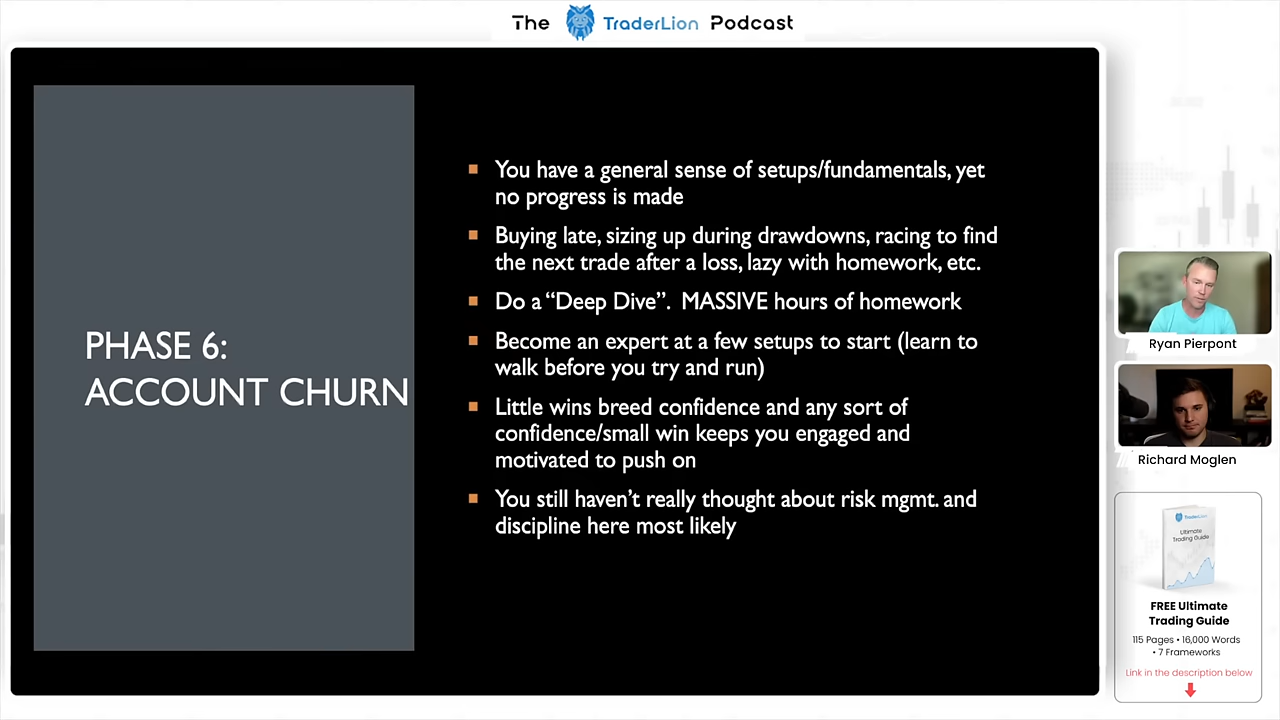 The TraderLion Podcast
PHASE 6:
ACCOUNT CHURN
You have a general sense of setups/fundamentals, yet
no progress is made
Buying late, sizing up during drawdowns, racing to find
the next trade after a loss, lazy with homework, etc.
Do a “Deep Dive”. MASSIVE hours of homework
Become an expert at a few setups to start (learn to
walk before you try and run)
Little wins breed confidence and any sort of
confidence/small win keeps you engaged and
motivated to push on
You still haven’t really thought about risk mgmt. and
discipline here most likely
Ryan Pierpont
Richard Moglen
TraderLion
Ultimate
Trading Guide
FREE Ultimate
Trading Guide
115 Pages • 16,000 Words
• 7 Frameworks
Link in the description below